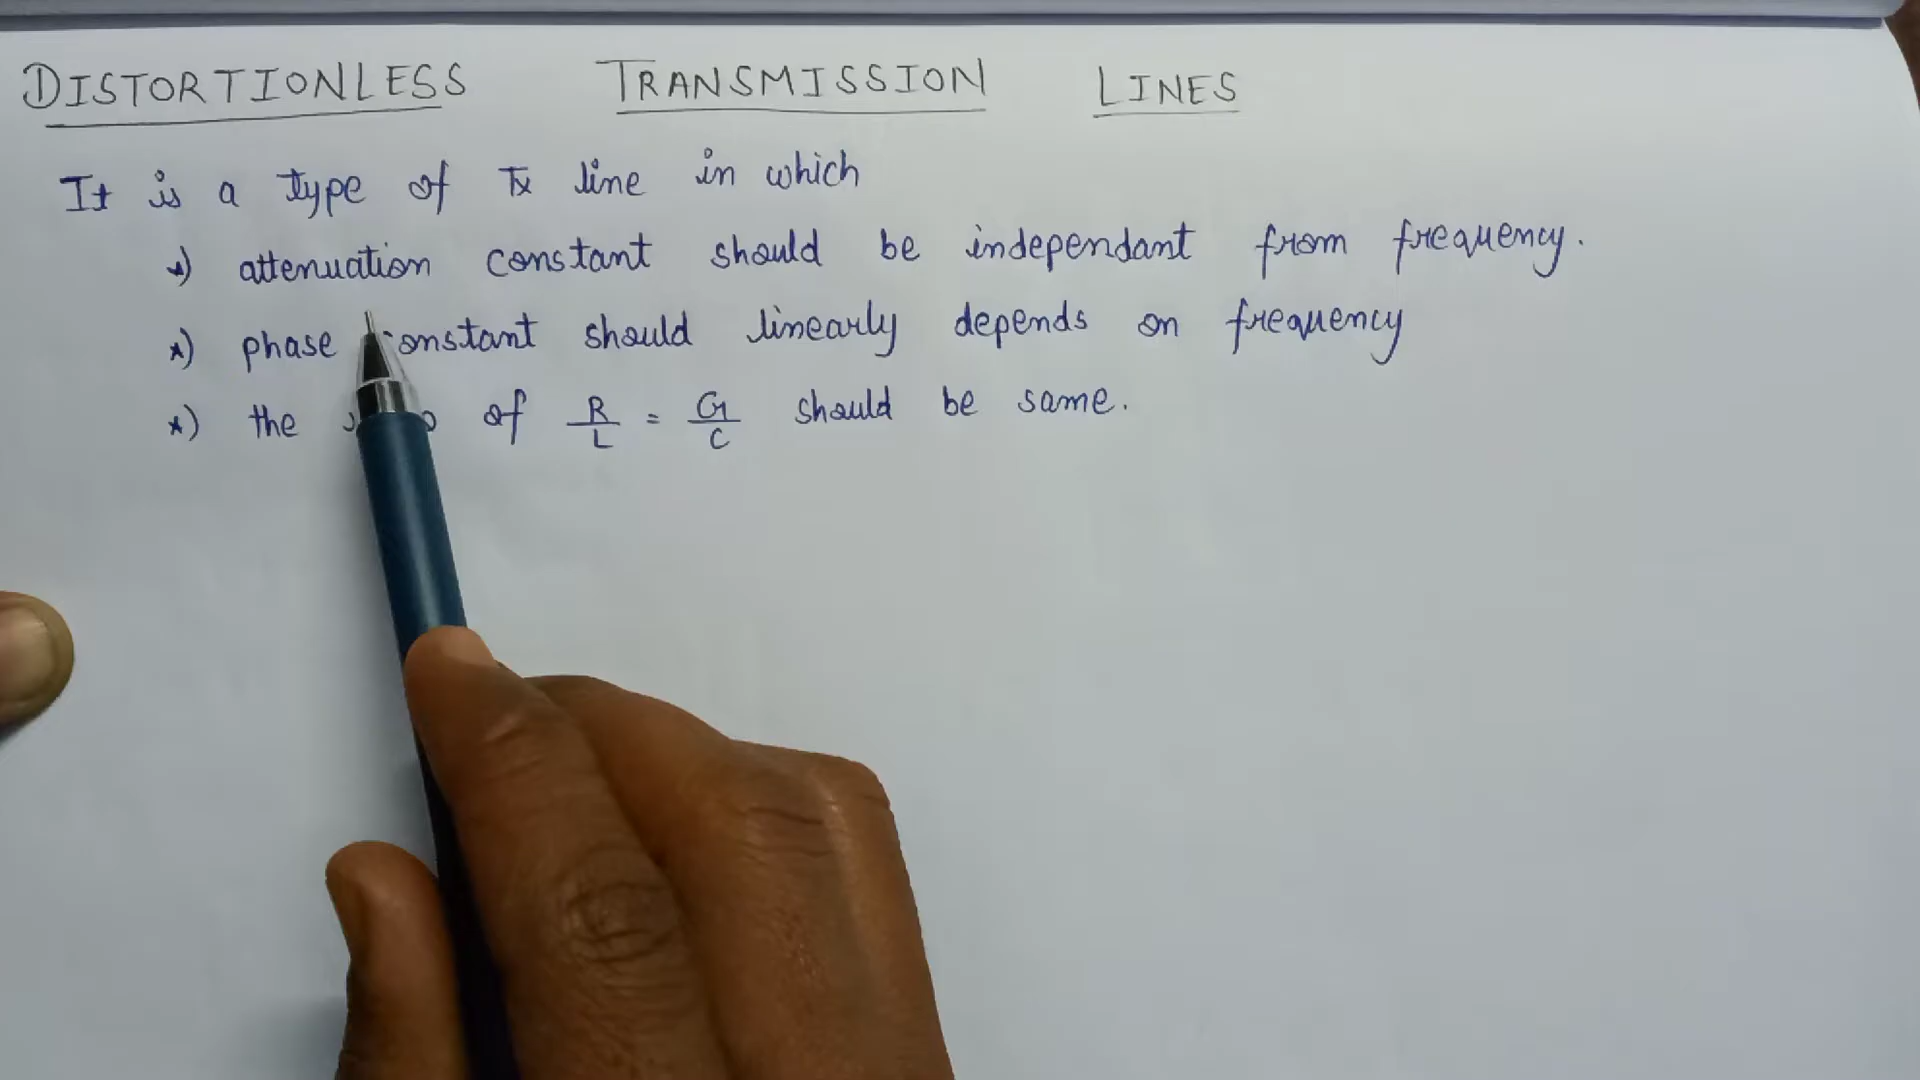 DISTORTIONLESS TRANSMISSION LINES
It is a type of Tx line in which
*) attenuation constant should be independant from frequency.
*) phase constant should linearly depends on frequency
*) the of R/L = G/C should be same.